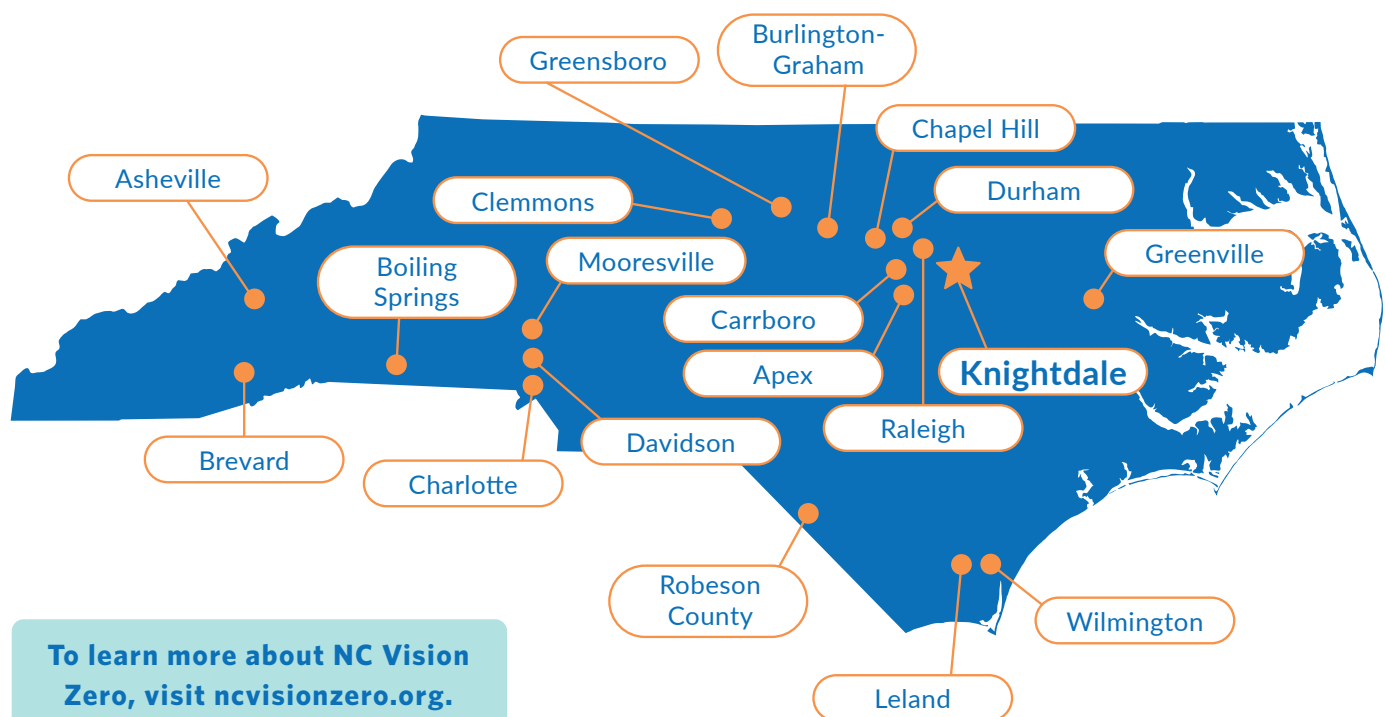 Burlington-
Graham
Greensboro
Chapel Hill
Asheville
Durham
Clemmons
Greenville
Mooresville
Boiling
Springs
Carrboro
Apex
Knightdale
Raleigh
Davidson
Brevard
Charlotte
Robeson
County
Wilmington
Leland
To learn more about NC Vision
Zero, visit ncvisionzero.org.